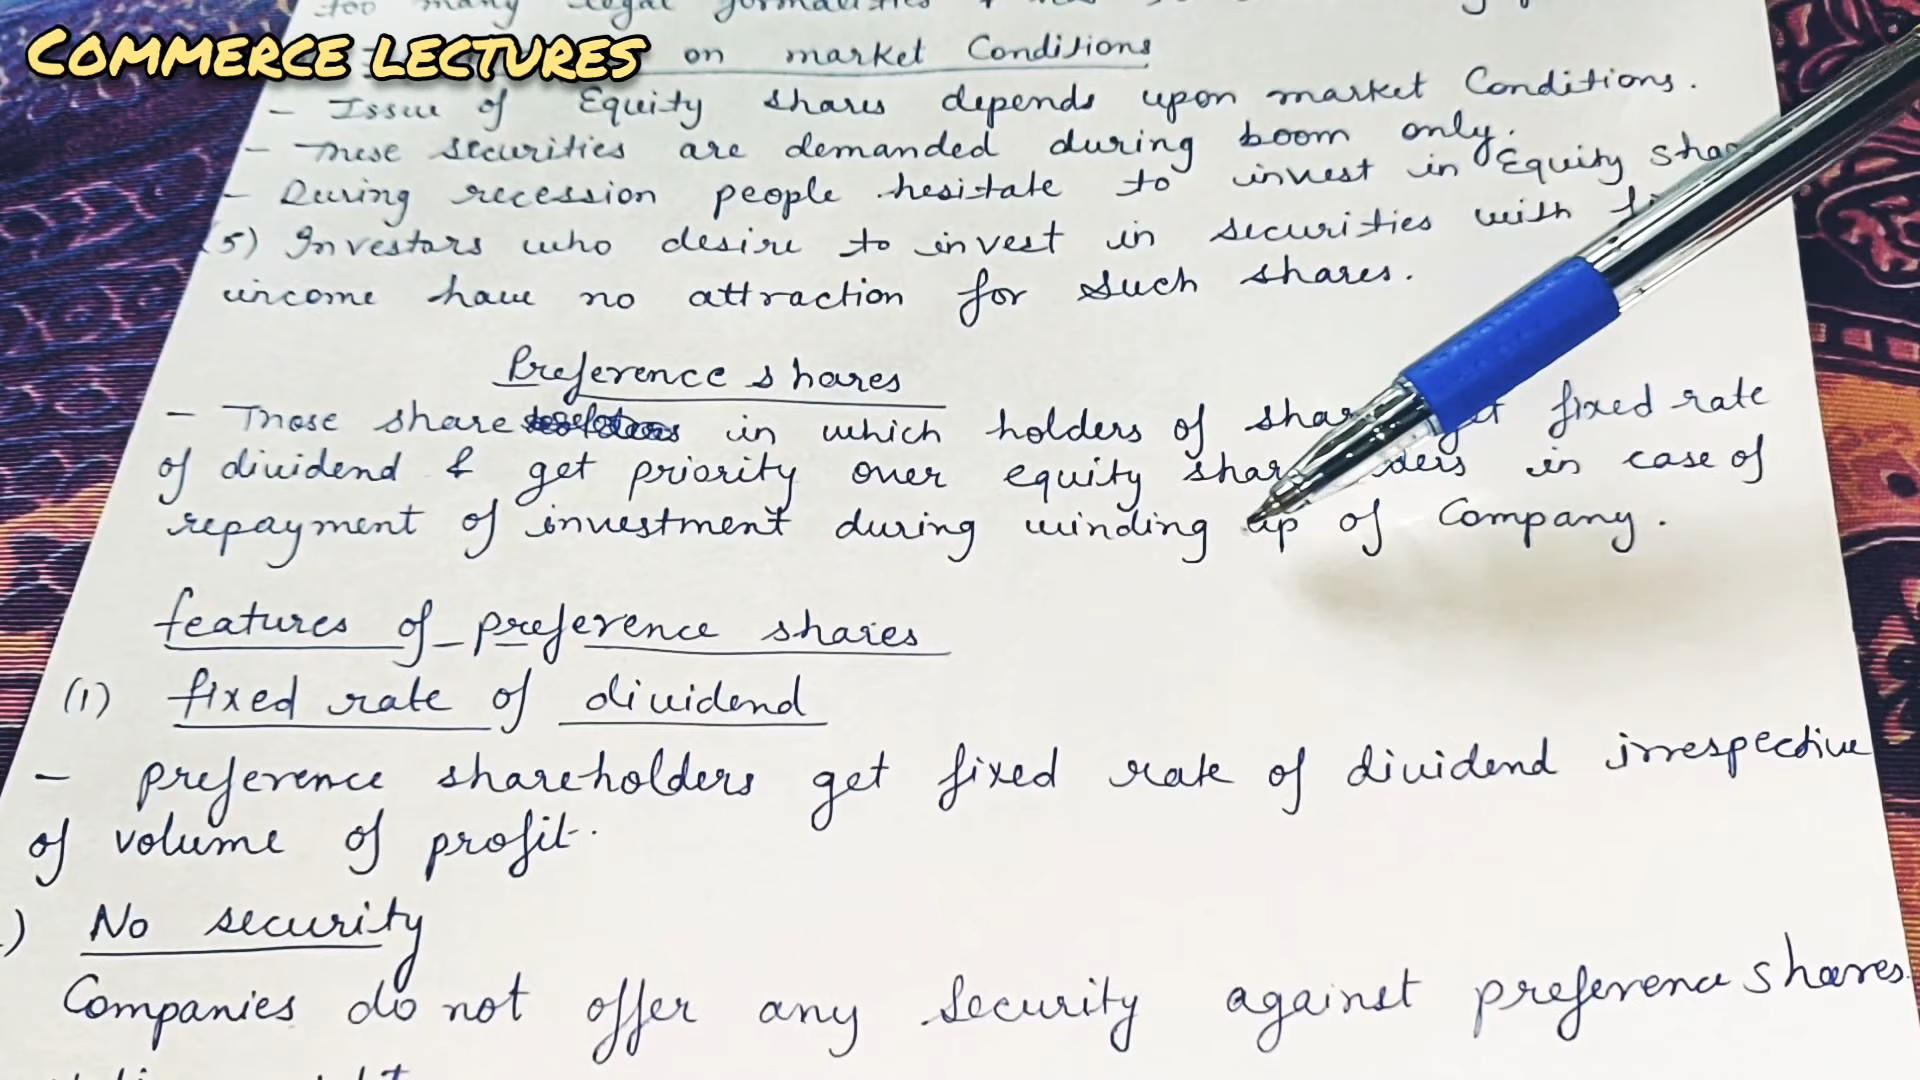 too many legal formalities
COMMERCE LECTURES
on market Conditions
- Issue of Equity shares depends upon market Conditions.
- These securities are demanded during boom only.
- During recession people hesitate to invest in Equity
(5) Investors who desire to invest in securities with
income have no attraction for such shares.
Preference shares
- Those share in which holders of fixed rate
of dividend & get priority over equity in case of
repayment of investment during winding up of Company.
features of preference shares
(1) fixed rate of dividend
- preference shareholders get fixed rate of dividend irrespective
of volume of profit.
) No security
Companies do not offer any security against preference shares